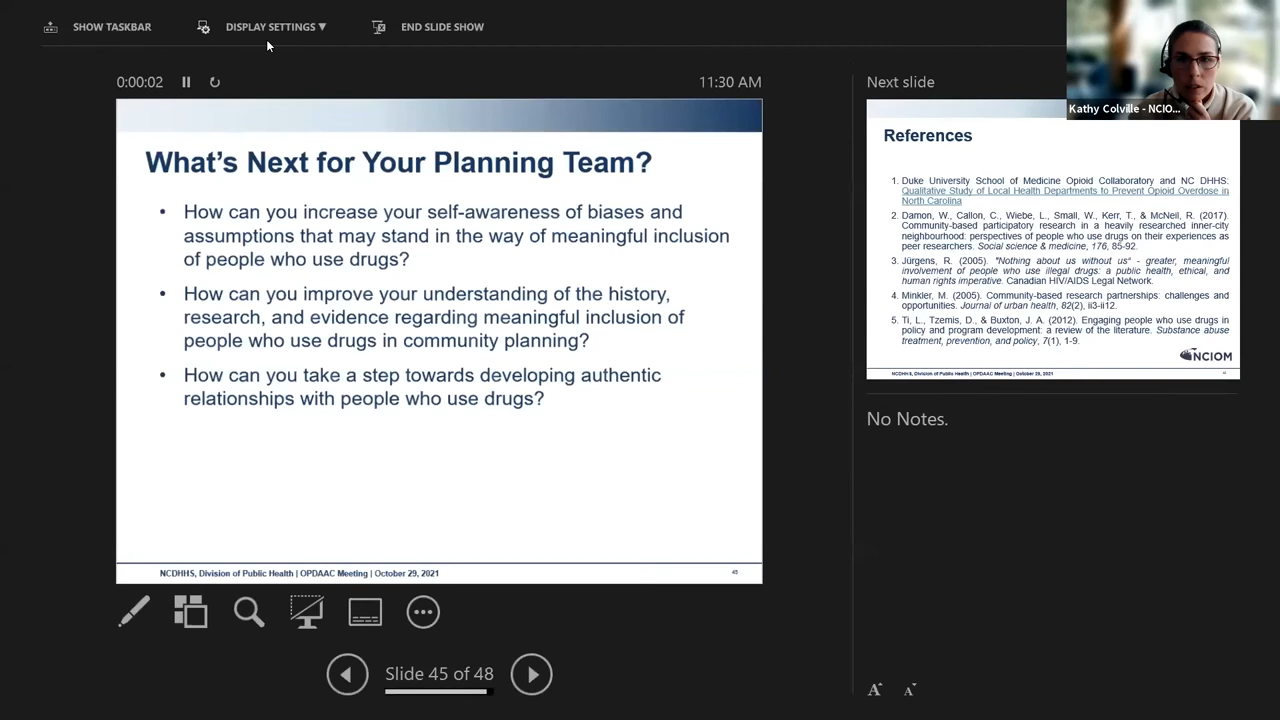 SHOW TASKBAR
DISPLAY SETTINGS ▼
END SLIDE SHOW
Kathy Colville - NCIO...
0:00:02
11:30 AM
What's Next for Your Planning Team?
• How can you increase your self-awareness of biases and
assumptions that may stand in the way of meaningful inclusion
of people who use drugs?
• How can you improve your understanding of the history,
research, and evidence regarding meaningful inclusion of
people who use drugs in community planning?
• How can you take a step towards developing authentic
relationships with people who use drugs?
NCDHHS, Division of Public Health | OPDAAC Meeting | October 29, 2021
45
Slide 45 of 48
Next slide
References
1. Duke University School of Medicine Opioid Collaboratory and NC DHHS:
Qualitative Study of Local Health Departments to Prevent Opioid Overdose in
North Carolina
2. Damon, W., Callon, C., Wiebe, L., Small, W., Kerr, T., & McNeil, R. (2017).
Community-based participatory research in a heavily researched inner-city
neighbourhood: perspectives of people who use drugs on their experiences as
peer researchers. Social science & medicine, 176, 85-92.
3. Jürgens, R. (2005). "Nothing about us without us" - greater, meaningful
involvement of people who use illegal drugs: a public health, ethical, and
human rights imperative. Canadian HIV/AIDS Legal Network.
4. Minkler, M. (2005). Community-based research partnerships: challenges and
opportunities. Journal of urban health, 82(2), ii3-ii12.
5. Ti, L., Tzemis, D., & Buxton, J. A. (2012). Engaging people who use drugs in
policy and program development: a review of the literature. Substance abuse
treatment, prevention, and policy, 7(1), 1-9.
NCIOM
NCDHHS, Division of Public Health | OPDAAC Meeting | October 29, 2021
No Notes.
A A